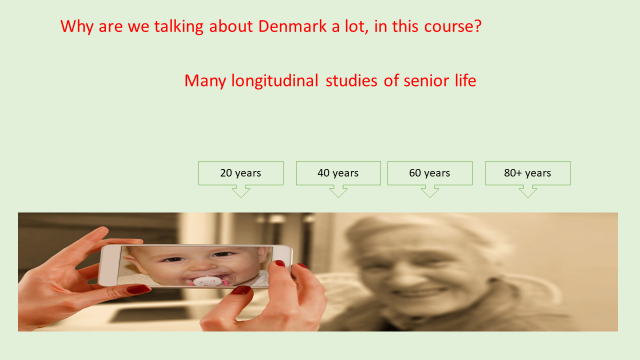 Why are we talking about Denmark a lot, in this course?
Many longitudinal studies of senior life
20 years
40 years
60 years
80+ years